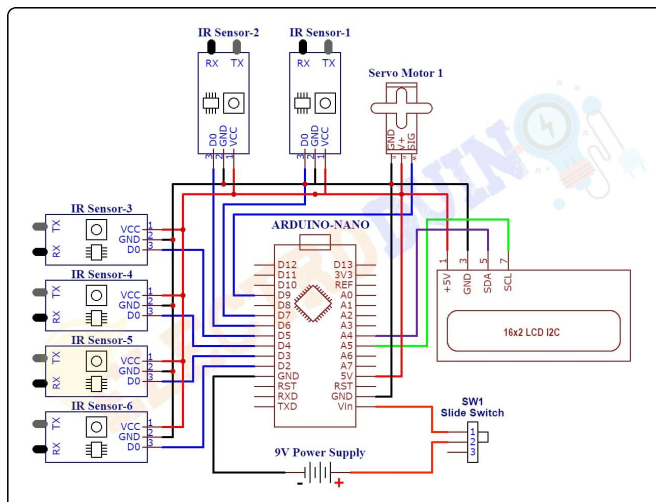 IR Sensor-2
IR Sensor-1
RX TX
RX TX
Servo Motor 1
D0 GND VCC
D0 GND VCC
GND V+ SIG
3 2 1
3 2 1
IR Sensor-3
TX
RX
VCC 1
GND 2
D0 3
IR Sensor-4
TX
RX
VCC 1
GND 2
D0 3
IR Sensor-5
TX
RX
VCC 1
GND 2
D0 3
IR Sensor-6
TX
RX
VCC 1
GND 2
D0 3
ARDUINO-NANO
D12 D13
D11 3V3
D10 REF
D9 A0
D8 A1
D7 A2
D6 A3
D5 A4
D4 A5
D3 A6
D2 A7
GND 5V
RST RST
RXD GND
TXD Vin
1 3 5 7
+5V GND SDA SCL
16x2 LCD I2C
SW1
Slide Switch
1
2
3
9V Power Supply
- +